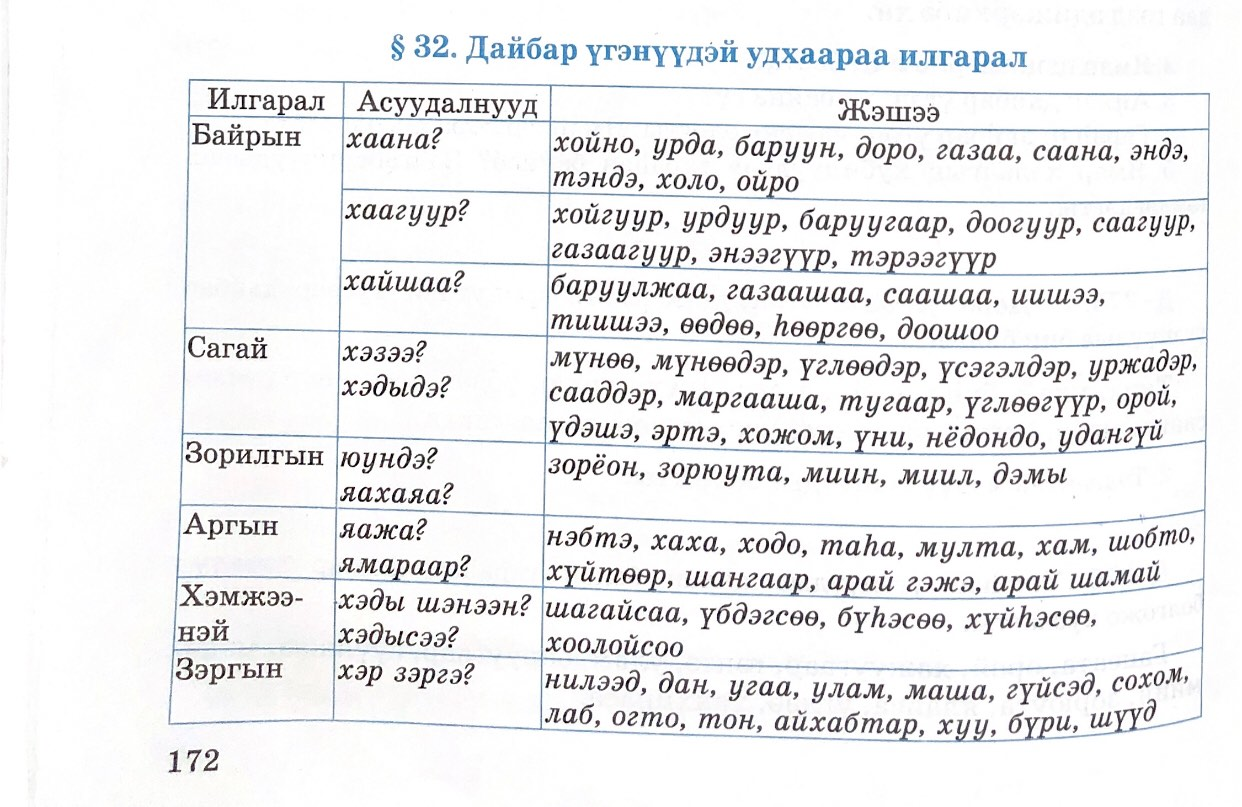 § 32. Дайбар үгэнүүдэй удхаараа илгарал
Илгарал Асуудалнууд Жэшээ
Байрын хаана? хойно, урда, баруун, доро, газаа, саана, эндэ,
тэндэ, холо, ойро
хаагуур? хойгуур, урдуур, баруугаар, доогуур, саагуур,
газаагуур, энээгүүр, тэрээгүүр
хайшаа? баруулжаа, газаашаа, саашаа, иишээ,
тиишээ, өөдөө, һөөргөө, доошоо
Сагай хэзээ? мүнөө, мүнөөдэр, үглөөдэр, үсэгэлдэр, уржадэр,
хэдыдэ? сааддэр, маргааша, тугаар, үглөөгүүр, орой,
үдэшэ, эртэ, хожом, үни, нёдондо, удангүй
Зорилгын юундэ? зорёон, зорюута, миин, миил, дэмы
яахаяа?
Аргын яажа? нэбтэ, хаха, ходо, таһа, мулта, хам, шобто,
ямараар? хүйтөөр, шангаар, арай гэжэ, арай шамай
Хэмжээ- хэды шэнээн? шагайсаа, үбдэгсөө, бүһэсөө, хүйһэсөө,
нэй хэдысээ? хоолойсоо
Зэргын хэр зэргэ? нилээд, дан, угаа, улам, маша, гүйсэд, сохом,
лаб, огто, тон, айхабтар, хуу, бүри, шүүд
172